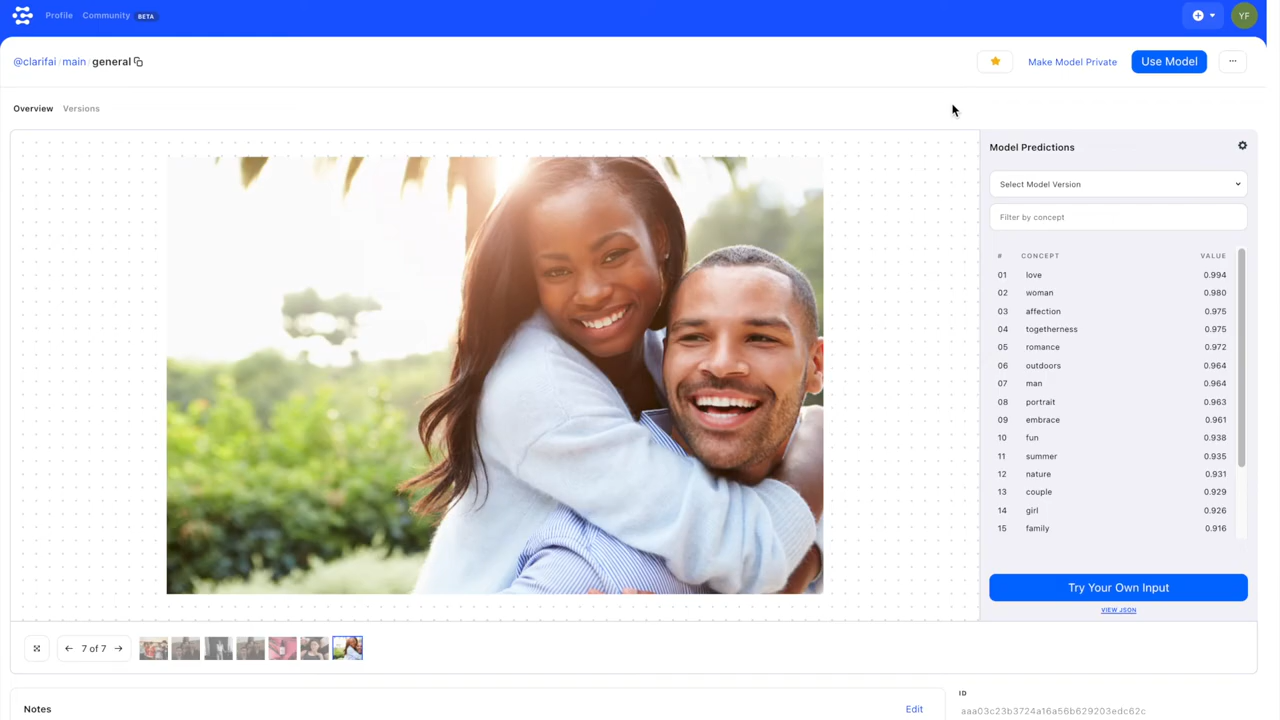 Profile Community BETA YF
@clarifai / main / general Make Model Private Use Model ...
Overview Versions
Model Predictions
Select Model Version
Filter by concept
# CONCEPT VALUE
01 love 0.994
02 woman 0.980
03 affection 0.975
04 togetherness 0.975
05 romance 0.972
06 outdoors 0.964
07 man 0.964
08 portrait 0.963
09 embrace 0.961
10 fun 0.938
11 summer 0.935
12 nature 0.931
13 couple 0.929
14 girl 0.926
15 family 0.916
Try Your Own Input
VIEW JSON
7 of 7
Notes Edit
ID
aaa03c23b3724a16a56b629203edc62c